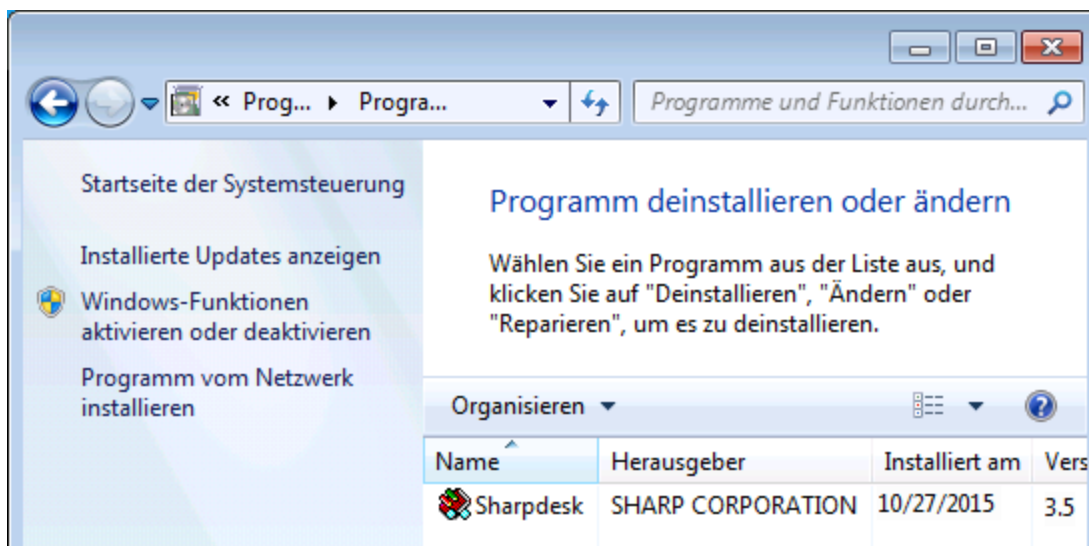 « Prog... Progra...
Programme und Funktionen durch...
Startseite der Systemsteuerung
Installierte Updates anzeigen
Windows-Funktionen
aktivieren oder deaktivieren
Programm vom Netzwerk
installieren
Programm deinstallieren oder ändern
Wählen Sie ein Programm aus der Liste aus, und
klicken Sie auf "Deinstallieren", "Ändern" oder
"Reparieren", um es zu deinstallieren.
Organisieren
Name Herausgeber Installiert am Vers
Sharpdesk SHARP CORPORATION 10/27/2015 3.5